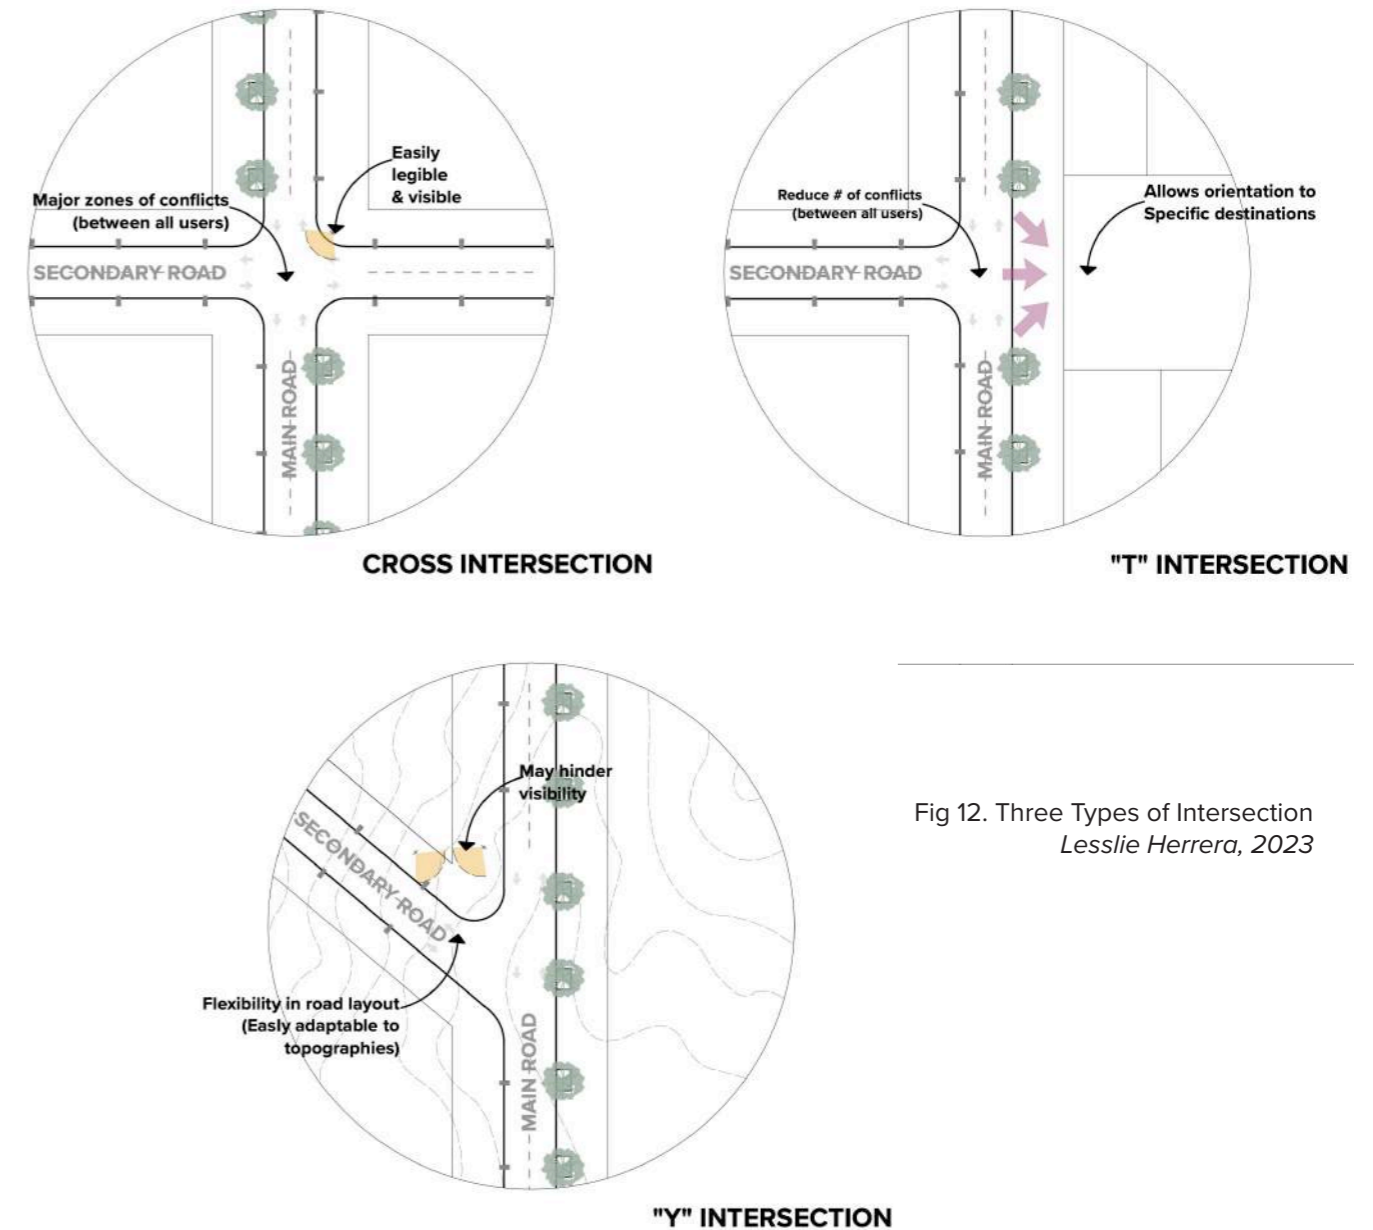 Easily
legible
& visible
Major zones of conflicts
(between all users)
SECONDARY ROAD
MAIN ROAD
CROSS INTERSECTION
Reduce # of conflicts
(between all users)
Allows orientation to
Specific destinations
SECONDARY ROAD
MAIN ROAD
"T" INTERSECTION
May hinder
visibility
SECONDARY ROAD
Flexibility in road layout
(Easly adaptable to
topographies)
MAIN ROAD
"Y" INTERSECTION
Fig 12. Three Types of Intersection
Lesslie Herrera, 2023